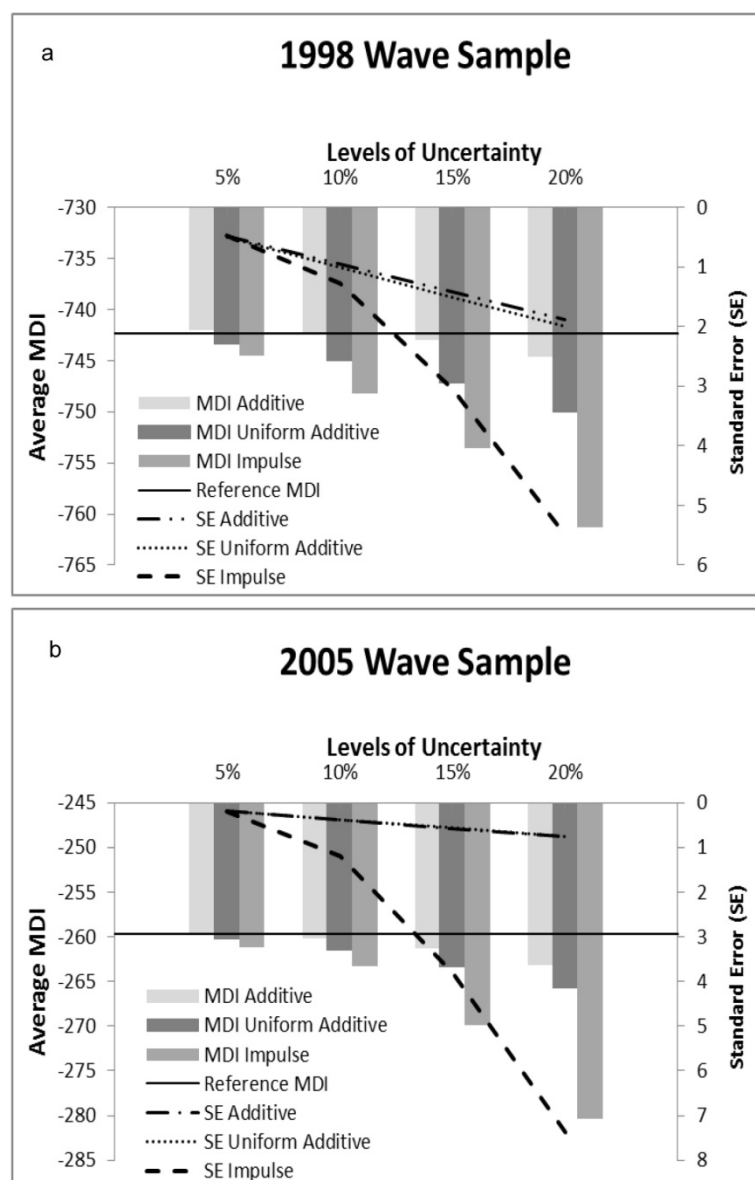 a
1998 Wave Sample
Levels of Uncertainty
5% 10% 15% 20%
-730 0
-735 1
-740 2
-745 3
-750 4
-755 5
-760 6
-765
Average MDI
Standard Error (SE)
MDI Additive
MDI Uniform Additive
MDI Impulse
Reference MDI
SE Additive
SE Uniform Additive
SE Impulse
b
2005 Wave Sample
Levels of Uncertainty
5% 10% 15% 20%
-245 0
-250 1
-255 2
-260 3
-265 4
-270 5
-275 6
-280 7
-285 8
Average MDI
Standard Error (SE)
MDI Additive
MDI Uniform Additive
MDI Impulse
Reference MDI
SE Additive
SE Uniform Additive
SE Impulse